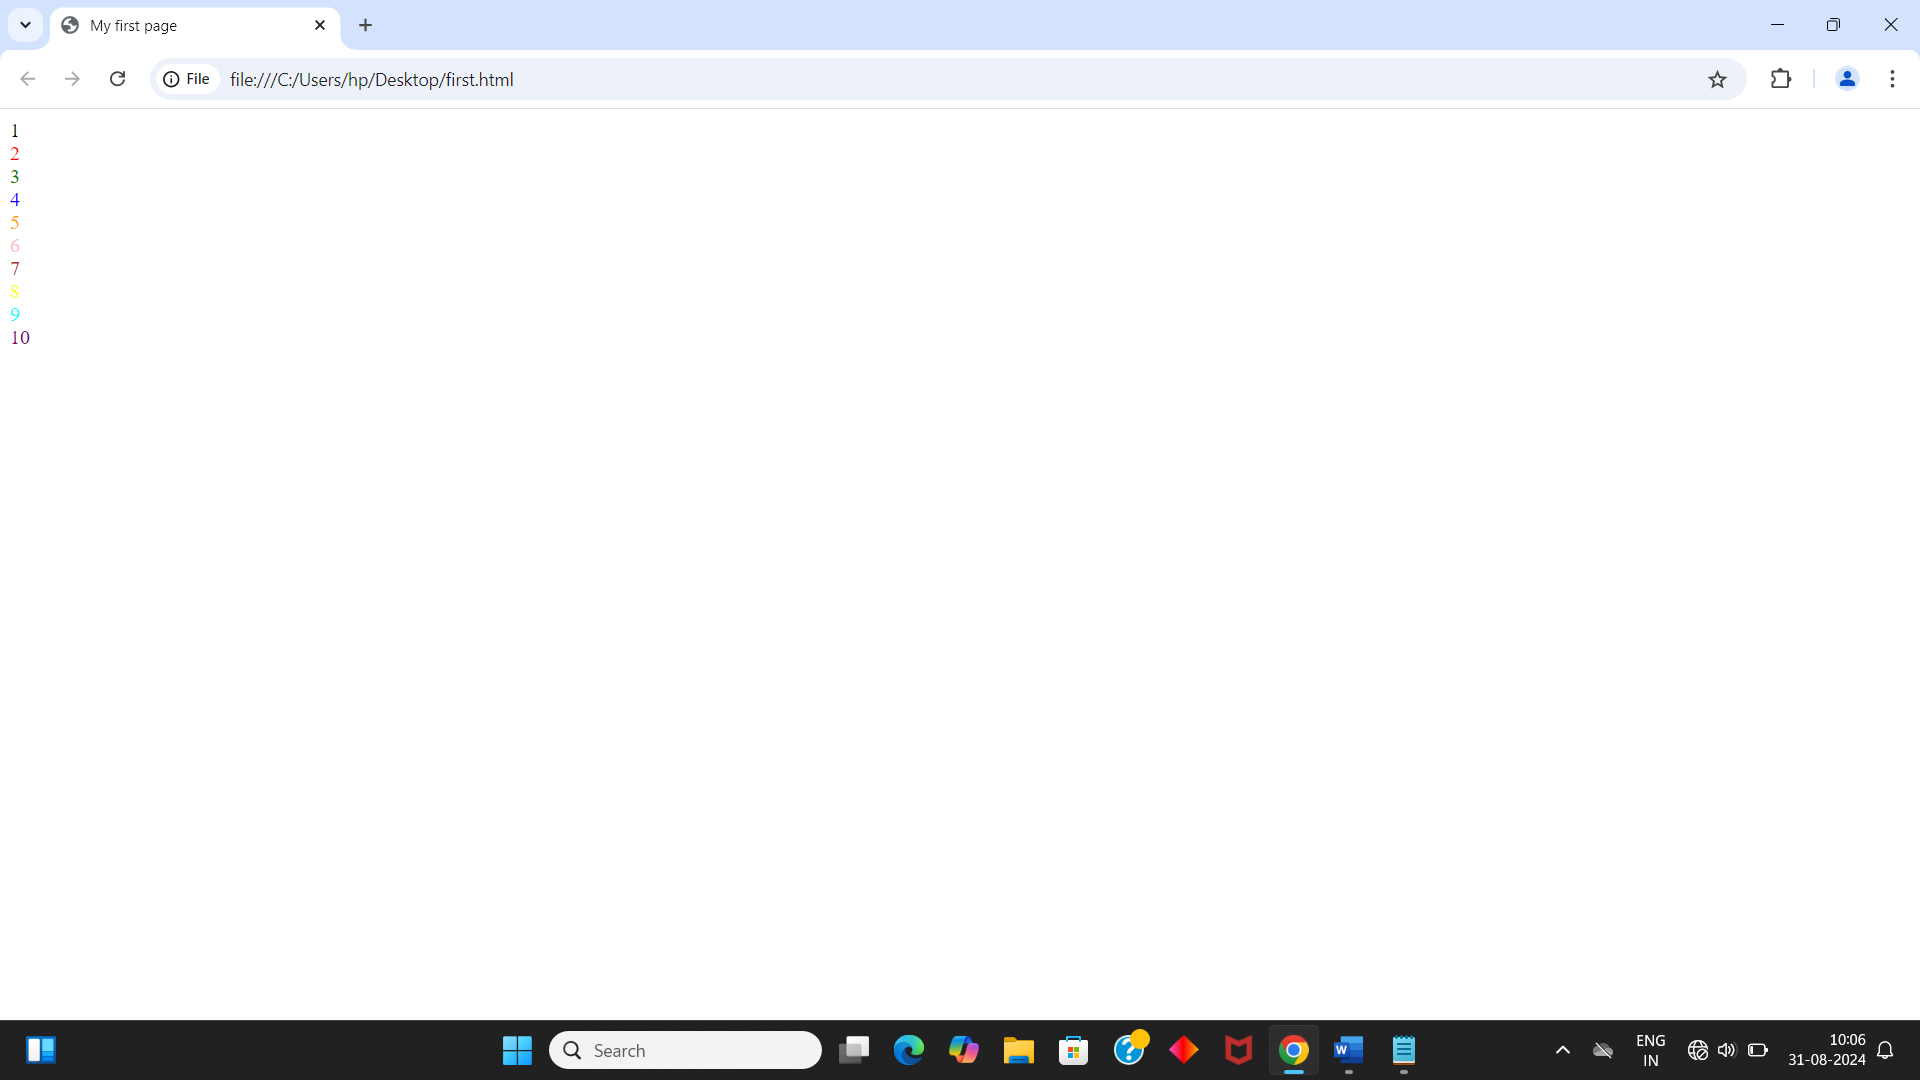 My first page
File
file:///C:/Users/hp/Desktop/first.html
1
2
3
4
5
6
7
8
9
10
Search
ENG
IN
10:06
31-08-2024